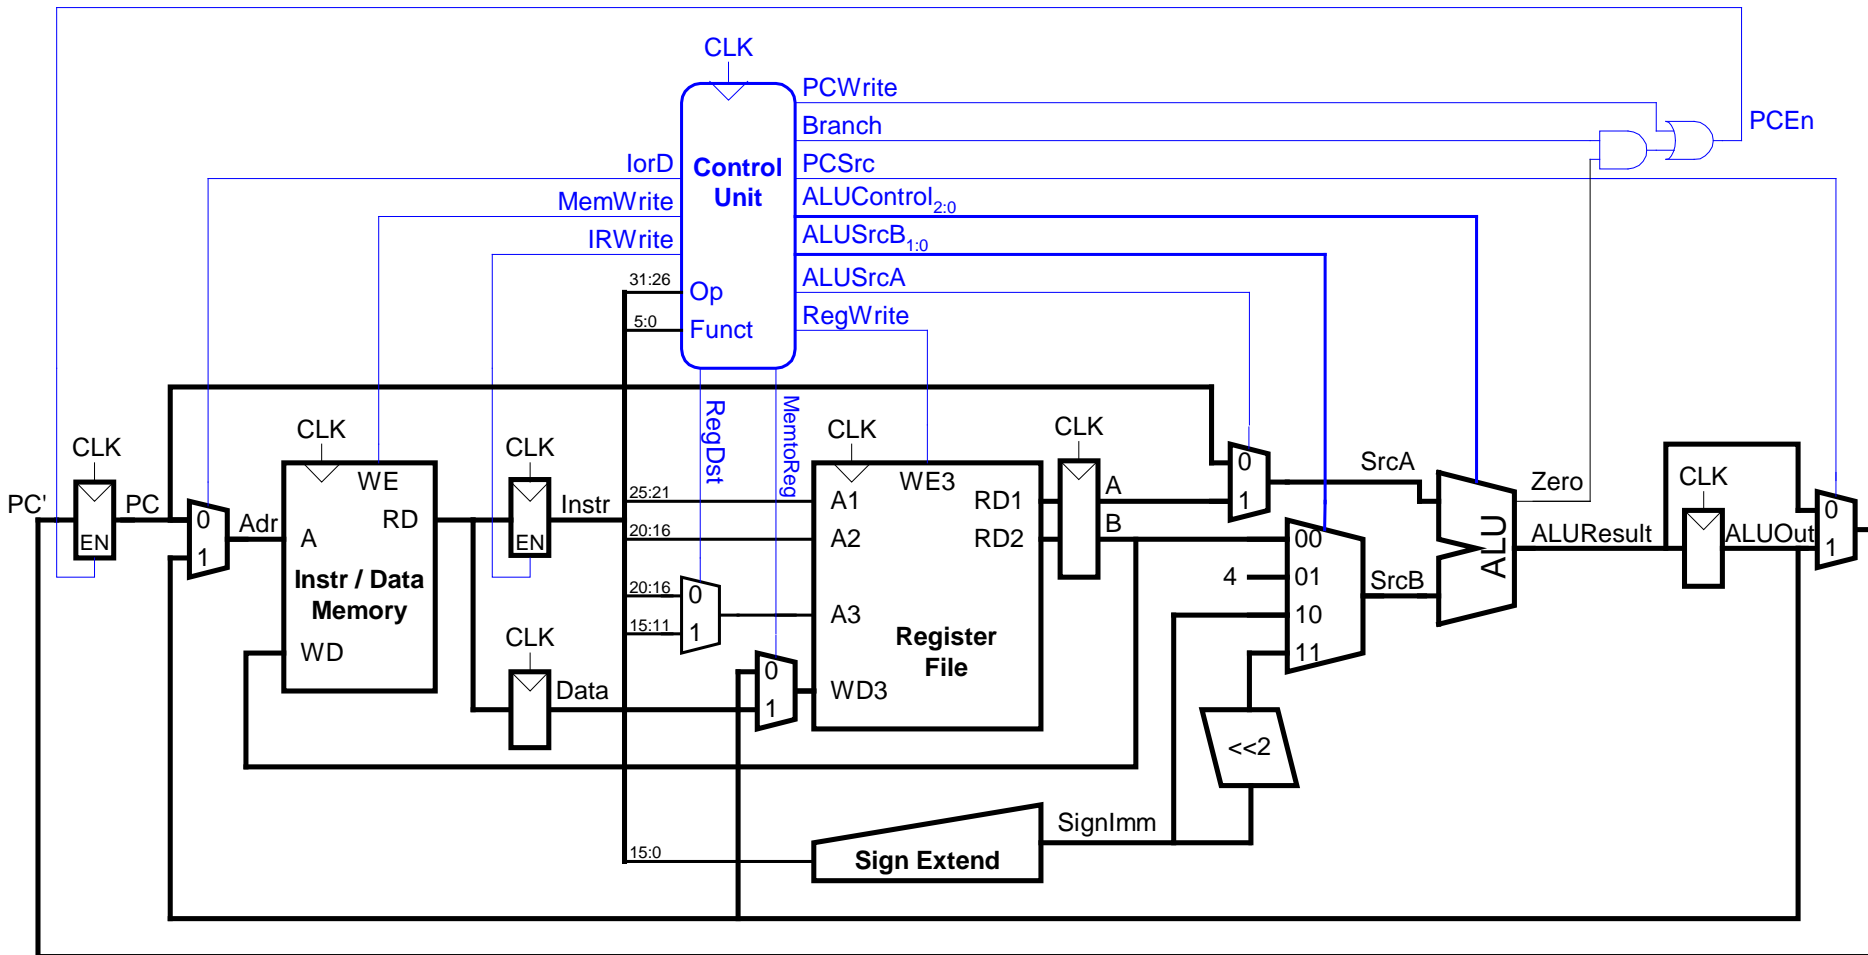 CLK
PCWrite
Branch
PCEn
Control
Unit
IorD
PCSrc
MemWrite
ALUControl2:0
IRWrite
ALUSrcB1:0
31:26
Op
ALUSrcA
5:0
Funct
RegWrite
RegDst
MemtoReg
CLK
CLK
CLK
CLK
CLK
CLK
PC'
EN
PC
0
1
Adr
WE
RD
A
Instr / Data
Memory
WD
EN
Instr
CLK
Data
25:21
20:16
20:16
15:11
0
1
0
1
A1
A2
A3
WD3
WE3
RD1
RD2
Register
File
A
B
0
1
SrcA
4
00
01
10
11
SrcB
<<2
ALU
Zero
ALUResult
ALUOut
0
1
SignImm
15:0
Sign Extend